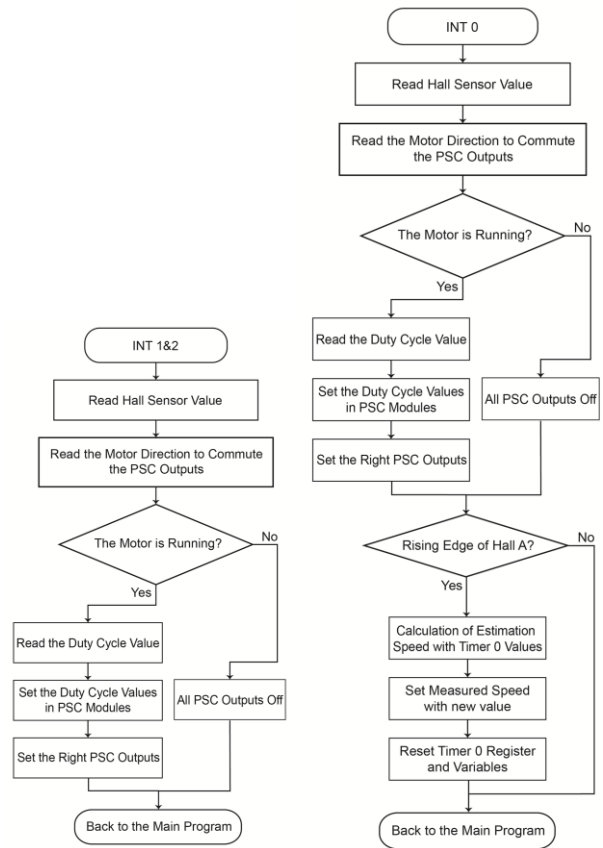 INT 1&2
Read Hall Sensor Value
Read the Motor Direction to Commute
the PSC Outputs
The Motor is Running?
No
Yes
Read the Duty Cycle Value
Set the Duty Cycle Values
in PSC Modules
All PSC Outputs Off
Set the Right PSC Outputs
Back to the Main Program
INT 0
Read Hall Sensor Value
Read the Motor Direction to Commute
the PSC Outputs
The Motor is Running?
No
Yes
Read the Duty Cycle Value
Set the Duty Cycle Values
in PSC Modules
All PSC Outputs Off
Set the Right PSC Outputs
Rising Edge of Hall A?
No
Yes
Calculation of Estimation
Speed with Timer 0 Values
Set Measured Speed
with new value
Reset Timer 0 Register
and Variables
Back to the Main Program